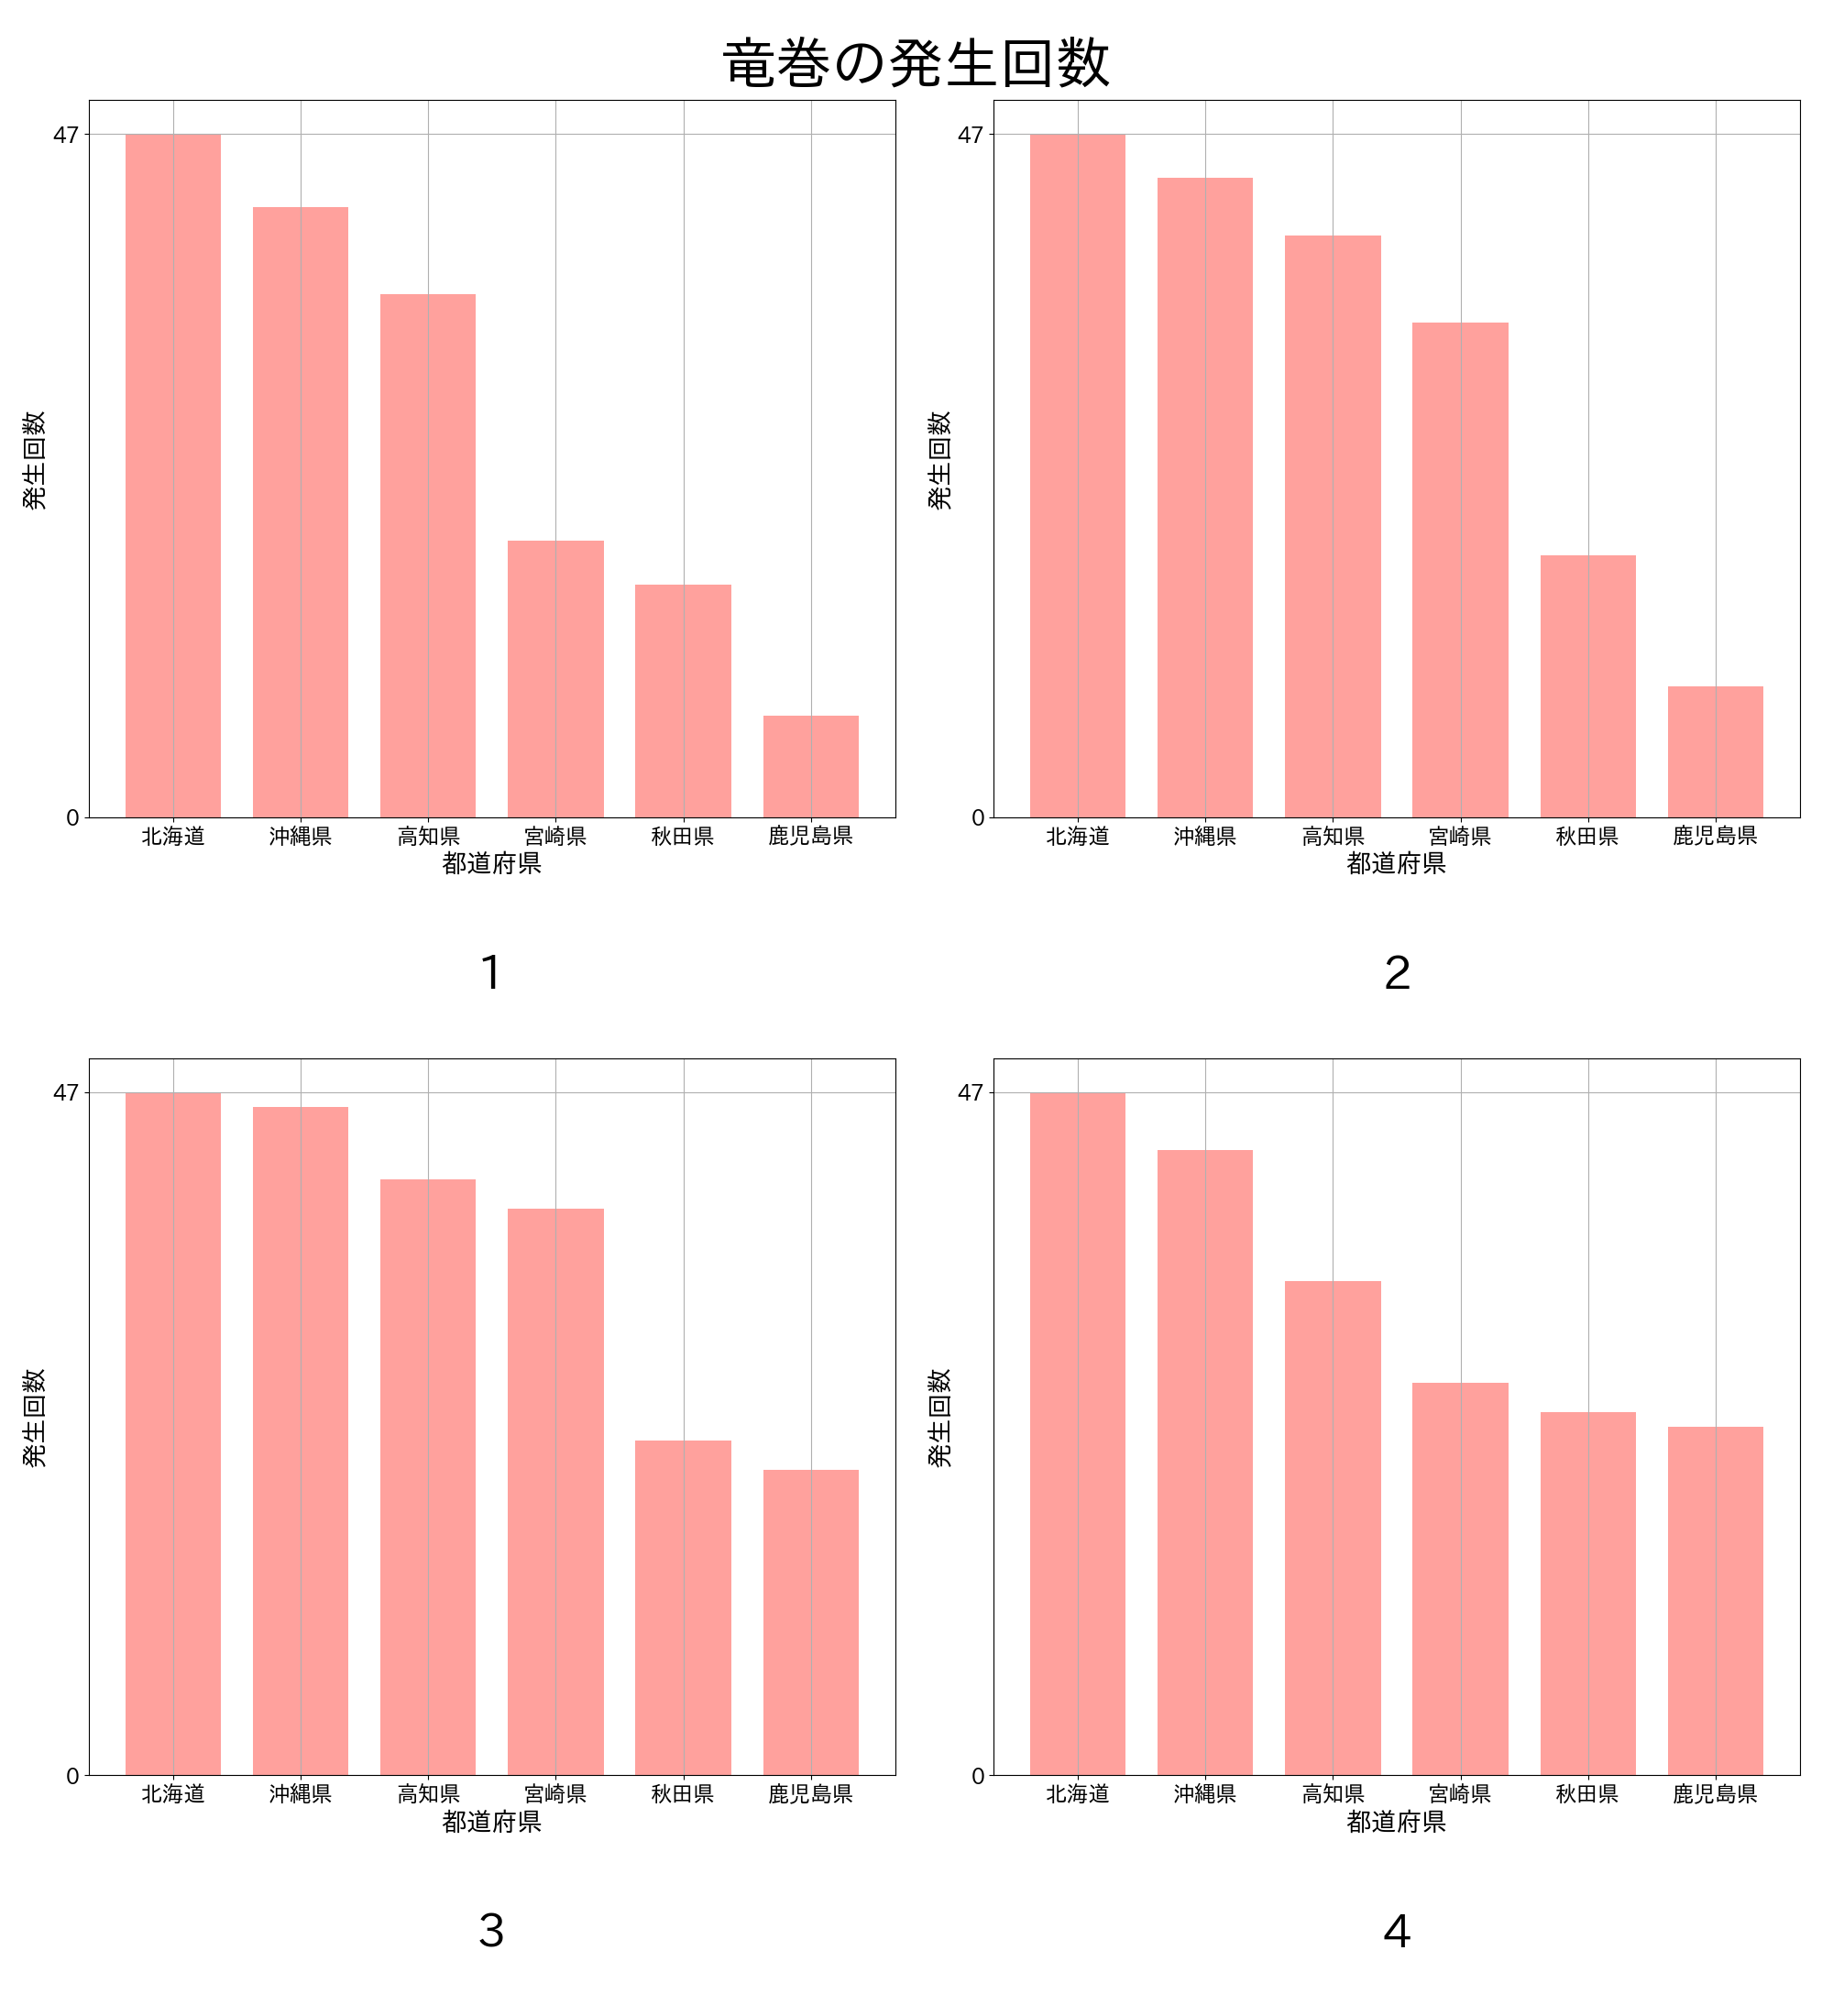 竜巻の発生回数
47
0
発生回数
北海道 沖縄県 高知県 宮崎県 秋田県 鹿児島県
都道府県
1
47
0
発生回数
北海道 沖縄県 高知県 宮崎県 秋田県 鹿児島県
都道府県
2
47
0
発生回数
北海道 沖縄県 高知県 宮崎県 秋田県 鹿児島県
都道府県
3
47
0
発生回数
北海道 沖縄県 高知県 宮崎県 秋田県 鹿児島県
都道府県
4